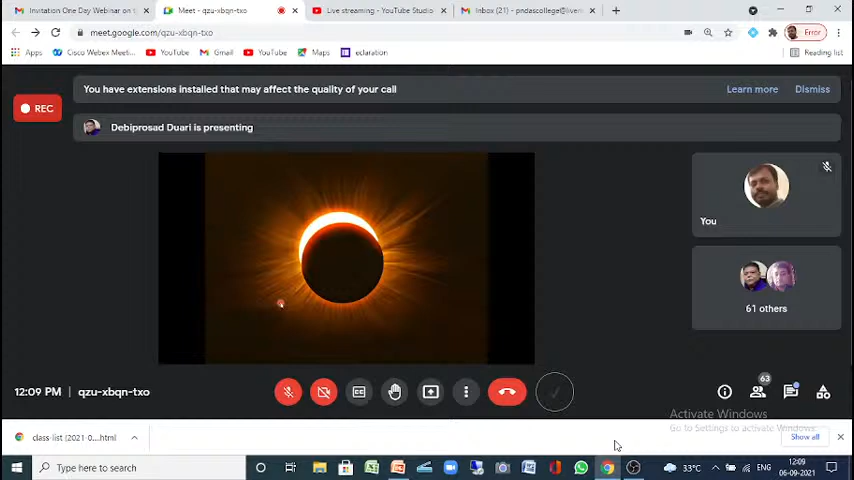 Invitation One Day Webinar on t
Meet - qzu-xbqn-txo
Live streaming - YouTube Studio
Inbox (21) - pndascollege@liven
meet.google.com/qzu-xbqn-txo
Error
Apps
Cisco Webex Meet...
YouTube
Gmail
YouTube
Maps
eclaration
Reading list
You have extensions installed that may affect the quality of your call
Learn more
Dismiss
REC
Debiprosad Duari is presenting
You
61 others
12:09 PM
qzu-xbqn-txo
63
Activate Windows
Go to Settings to activate Windows.
class-list (2021-0....html
Show all
Type here to search
33°C
ENG
12:09
06-09-2021